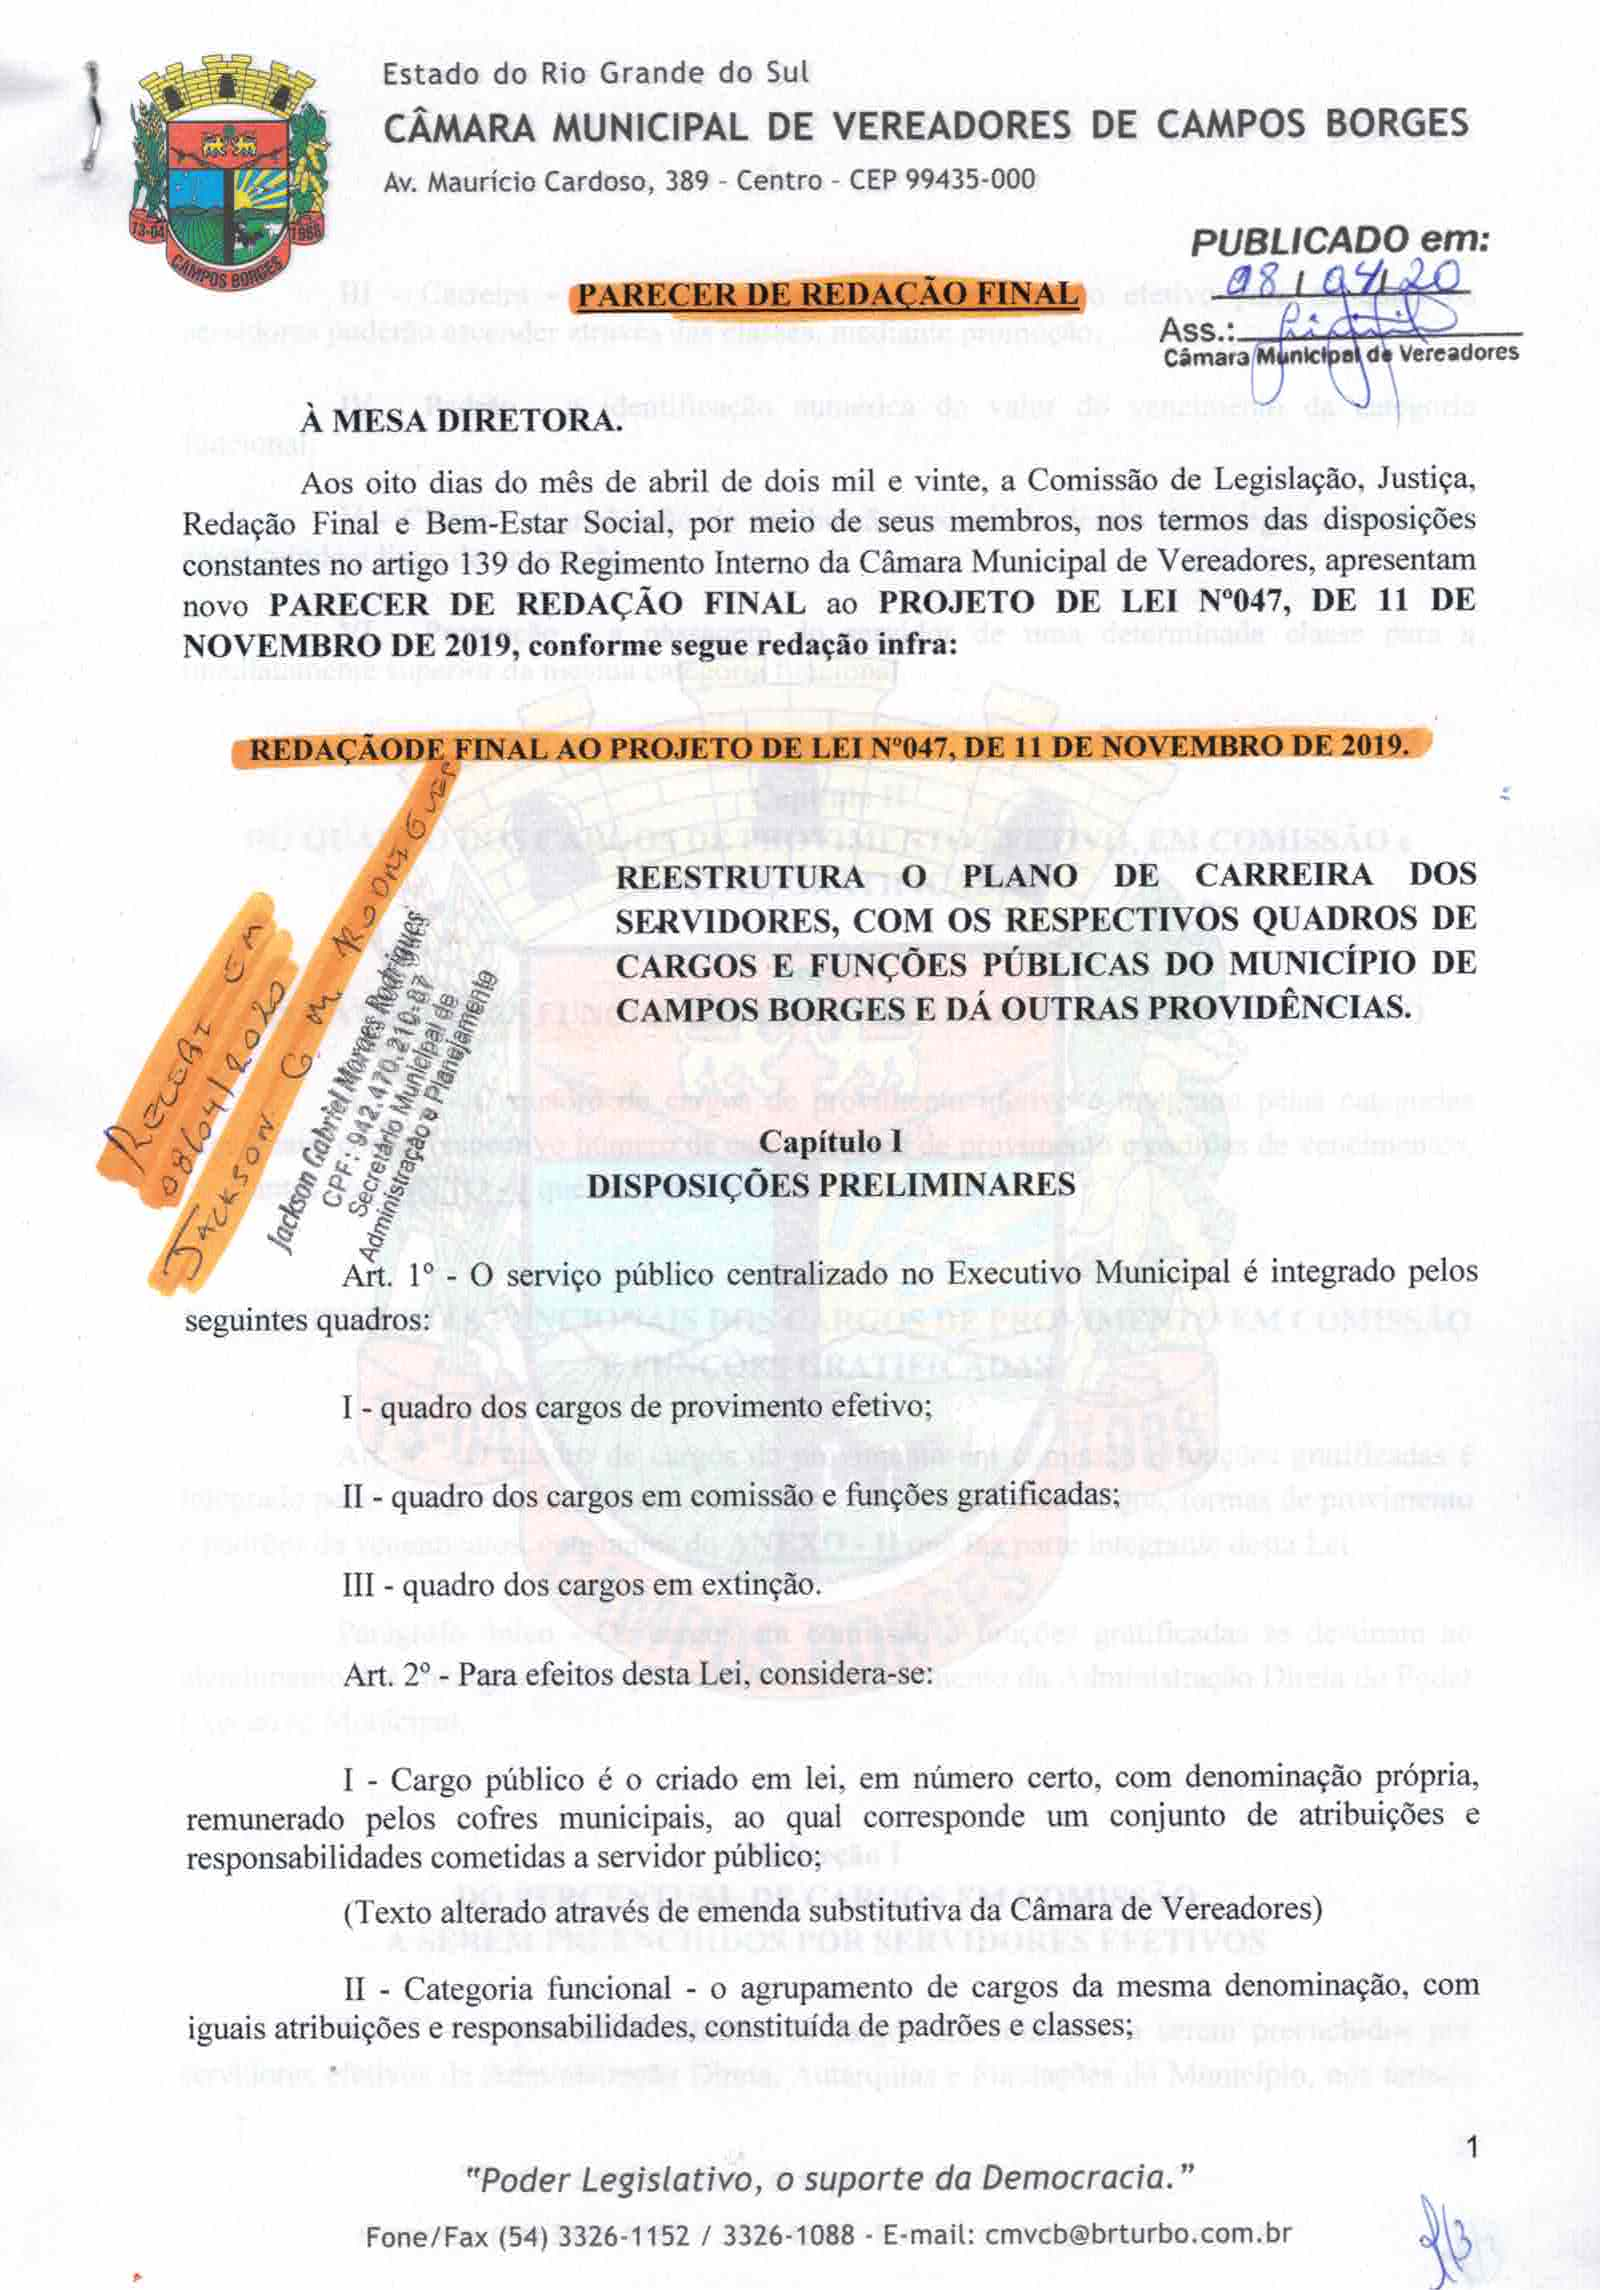 Estado do Rio Grande do Sul
CÂMARA MUNICIPAL DE VEREADORES DE CAMPOS BORGES
Av. Maurício Cardoso, 389 - Centro - CEP 99435-000
13-04 1988
CAMPOS BORGES
PUBLICADO em:
08/04/20
Ass.:
Câmara Municipal de Vereadores
PARECER DE REDAÇÃO FINAL
À MESA DIRETORA.
Aos oito dias do mês de abril de dois mil e vinte, a Comissão de Legislação, Justiça,
Redação Final e Bem-Estar Social, por meio de seus membros, nos termos das disposições
constantes no artigo 139 do Regimento Interno da Câmara Municipal de Vereadores, apresentam
novo PARECER DE REDAÇÃO FINAL ao PROJETO DE LEI Nº047, DE 11 DE
NOVEMBRO DE 2019, conforme segue redação infra:
REDAÇÃODE FINAL AO PROJETO DE LEI Nº047, DE 11 DE NOVEMBRO DE 2019.
RECEBI EM
08/04/2020
JACKSON G. M. RODRIGUES
Jackson Gabriel Moraes Rodrigues
CPF: 942.470.210-87
Secretário Municipal de
Administração e Planejamento
REESTRUTURA O PLANO DE CARREIRA DOS
SERVIDORES, COM OS RESPECTIVOS QUADROS DE
CARGOS E FUNÇÕES PÚBLICAS DO MUNICÍPIO DE
CAMPOS BORGES E DÁ OUTRAS PROVIDÊNCIAS.
Capítulo I
DISPOSIÇÕES PRELIMINARES
Art. 1º - O serviço público centralizado no Executivo Municipal é integrado pelos
seguintes quadros:
I - quadro dos cargos de provimento efetivo;
II - quadro dos cargos em comissão e funções gratificadas;
III - quadro dos cargos em extinção.
Art. 2º - Para efeitos desta Lei, considera-se:
I - Cargo público é o criado em lei, em número certo, com denominação própria,
remunerado pelos cofres municipais, ao qual corresponde um conjunto de atribuições e
responsabilidades cometidas a servidor público;
(Texto alterado através de emenda substitutiva da Câmara de Vereadores)
II - Categoria funcional - o agrupamento de cargos da mesma denominação, com
iguais atribuições e responsabilidades, constituída de padrões e classes;
1
"Poder Legislativo, o suporte da Democracia."
Fone/Fax (54) 3326-1152 / 3326-1088 - E-mail: cmvcb@brturbo.com.br